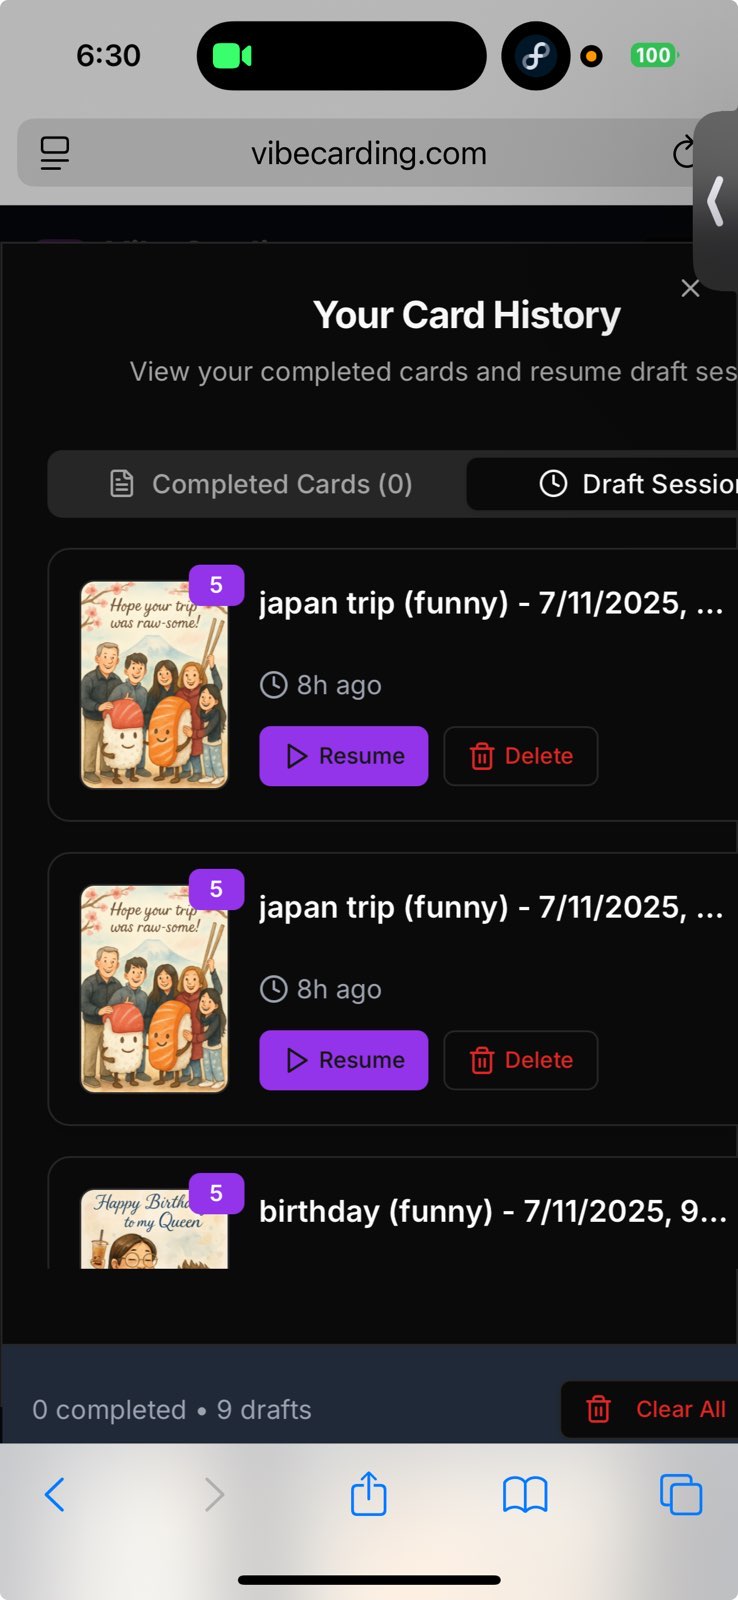 6:30
100
vibecarding.com
Your Card History
View your completed cards and resume draft ses
Completed Cards (0)
Draft Session
5
Hope your trip
was raw-some!
japan trip (funny) - 7/11/2025, ...
8h ago
Resume
Delete
5
Hope your trip
was raw-some!
japan trip (funny) - 7/11/2025, ...
8h ago
Resume
Delete
5
Happy Birth
to my Queen
birthday (funny) - 7/11/2025, 9...
0 completed • 9 drafts
Clear All